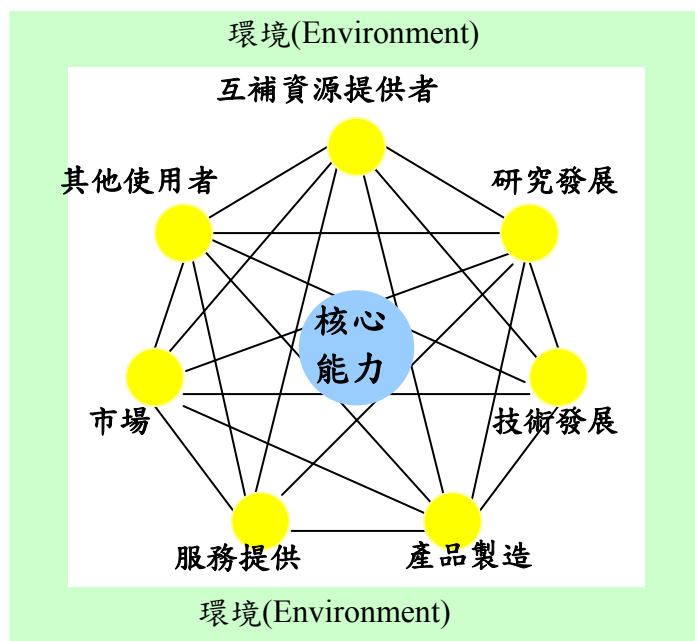 環境(Environment)
互補資源提供者
其他使用者
研究發展
核心
能力
市場
技術發展
服務提供
產品製造
環境(Environment)